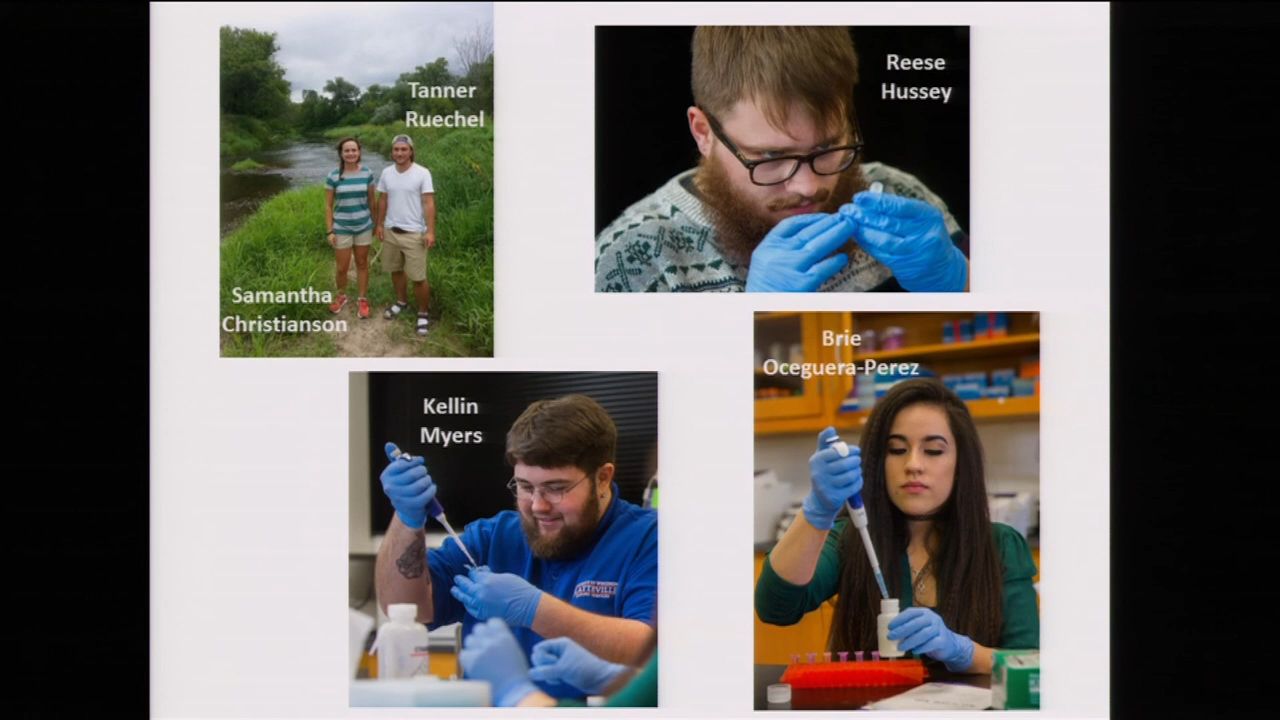 Tanner
Ruechel
Samantha
Christianson
Reese
Hussey
Kellin
Myers
Brie
Oceguera-Perez